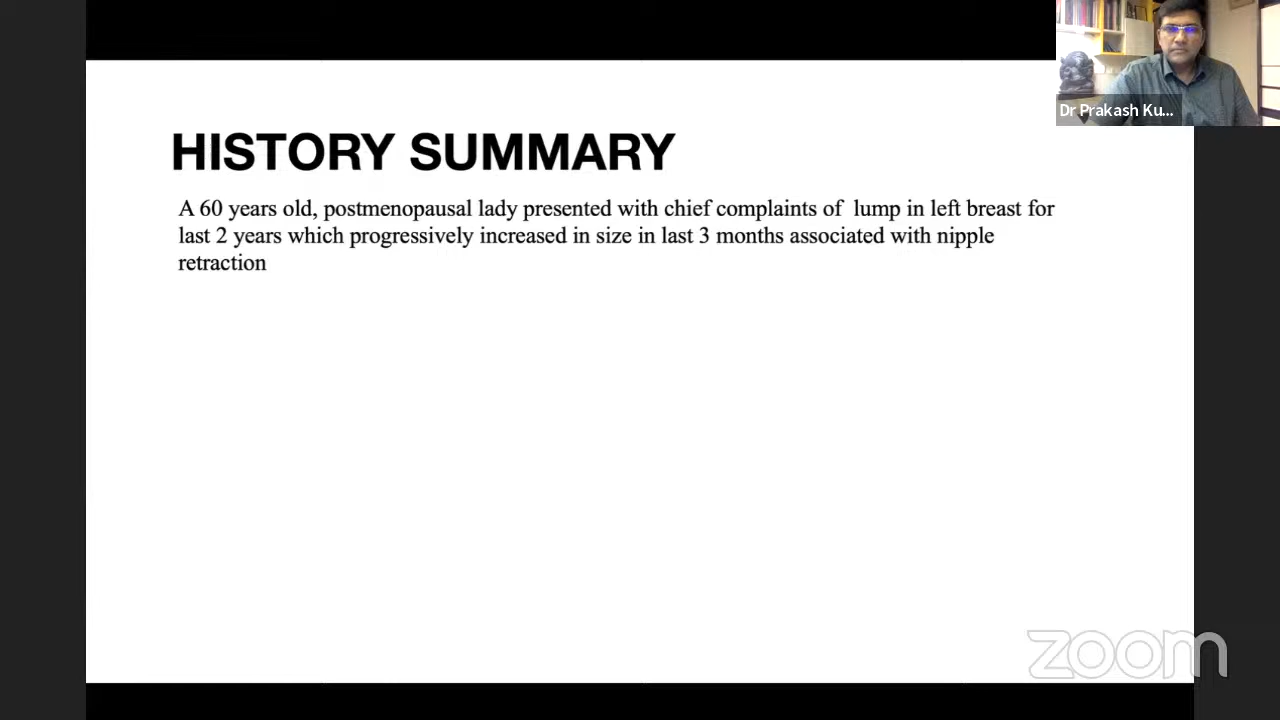 Dr Prakash Ku...
HISTORY SUMMARY
A 60 years old, postmenopausal lady presented with chief complaints of lump in left breast for
last 2 years which progressively increased in size in last 3 months associated with nipple
retraction
zoom